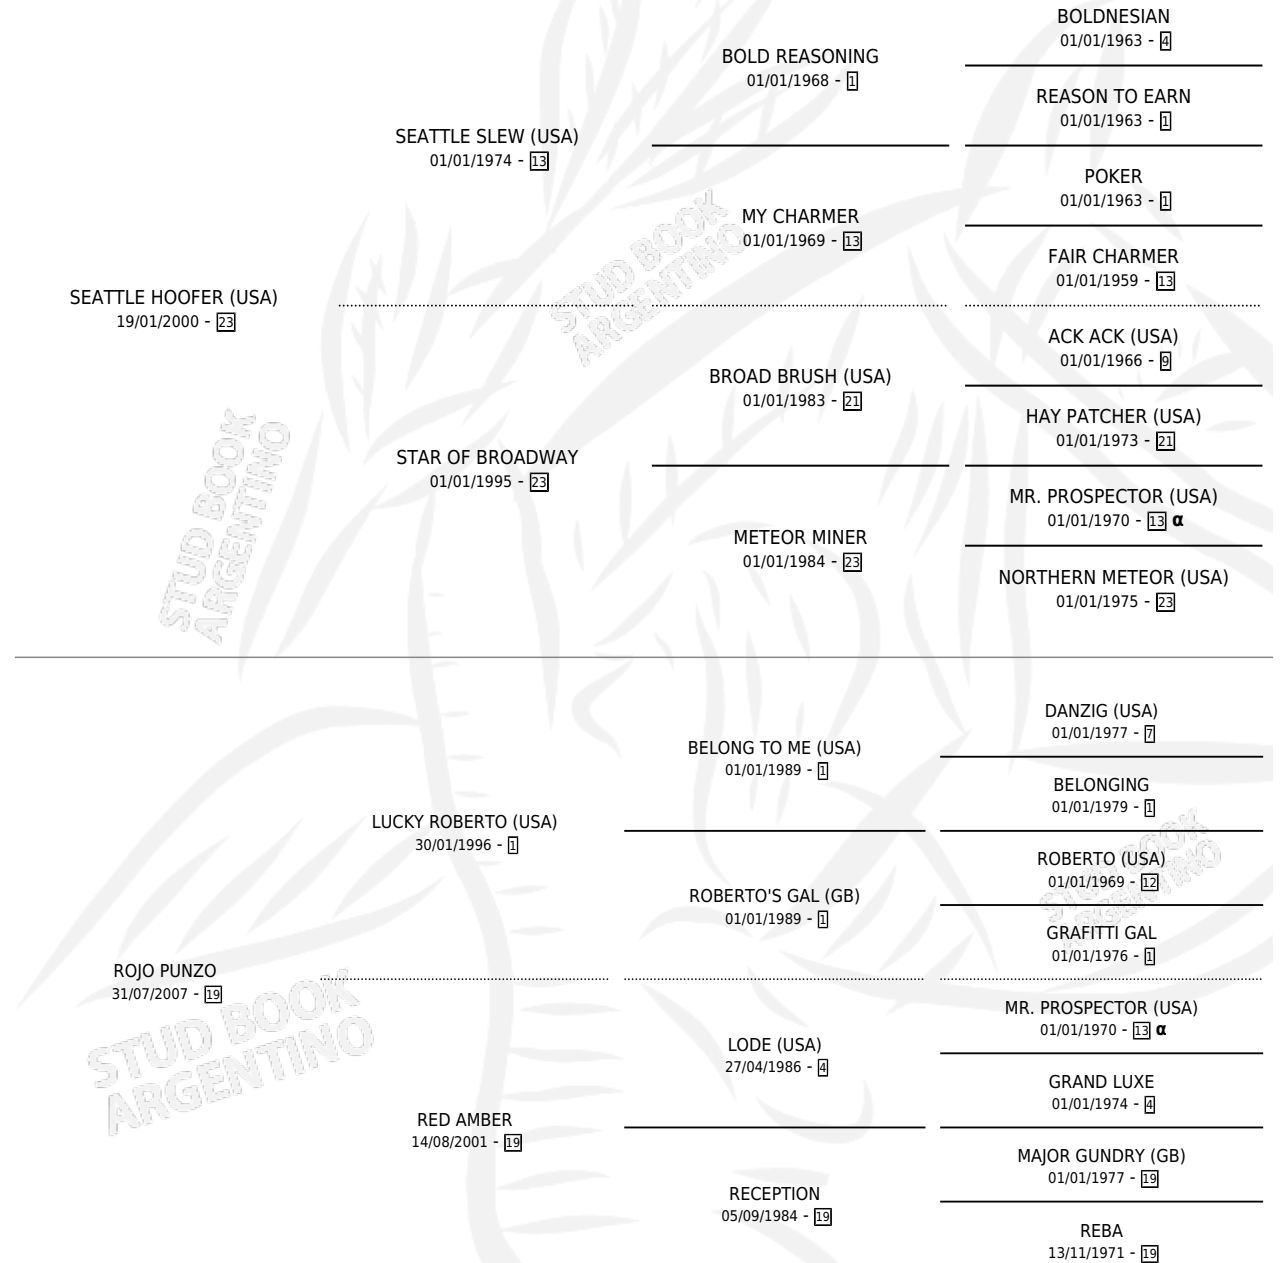 BOLDNESIAN
01/01/1963 - 4
BOLD REASONING
01/01/1968 - 1
REASON TO EARN
01/01/1963 - 1
SEATTLE SLEW (USA)
01/01/1974 - 13
POKER
01/01/1963 - 1
MY CHARMER
01/01/1969 - 13
FAIR CHARMER
01/01/1959 - 13
SEATTLE HOOFER (USA)
19/01/2000 - 23
ACK ACK (USA)
01/01/1966 - 9
BROAD BRUSH (USA)
01/01/1983 - 21
HAY PATCHER (USA)
01/01/1973 - 21
STAR OF BROADWAY
01/01/1995 - 23
MR. PROSPECTOR (USA)
01/01/1970 - 13 α
METEOR MINER
01/01/1984 - 23
NORTHERN METEOR (USA)
01/01/1975 - 23
DANZIG (USA)
01/01/1977 - 7
BELONG TO ME (USA)
01/01/1989 - 1
BELONGING
01/01/1979 - 1
LUCKY ROBERTO (USA)
30/01/1996 - 1
ROBERTO (USA)
01/01/1969 - 12
ROBERTO'S GAL (GB)
01/01/1989 - 1
GRAFITTI GAL
01/01/1976 - 1
ROJO PUNZO
31/07/2007 - 19
MR. PROSPECTOR (USA)
01/01/1970 - 13 α
LODE (USA)
27/04/1986 - 4
GRAND LUXE
01/01/1974 - 4
RED AMBER
14/08/2001 - 19
MAJOR GUNDRY (GB)
01/01/1977 - 19
RECEPTION
05/09/1984 - 19
REBA
13/11/1971 - 19
STUD BOOK
ARGENTINO
STUD BOOK
ARGENTINO
STUD BOOK
ARGENTINO
STUD BOOK
ARGENTINO